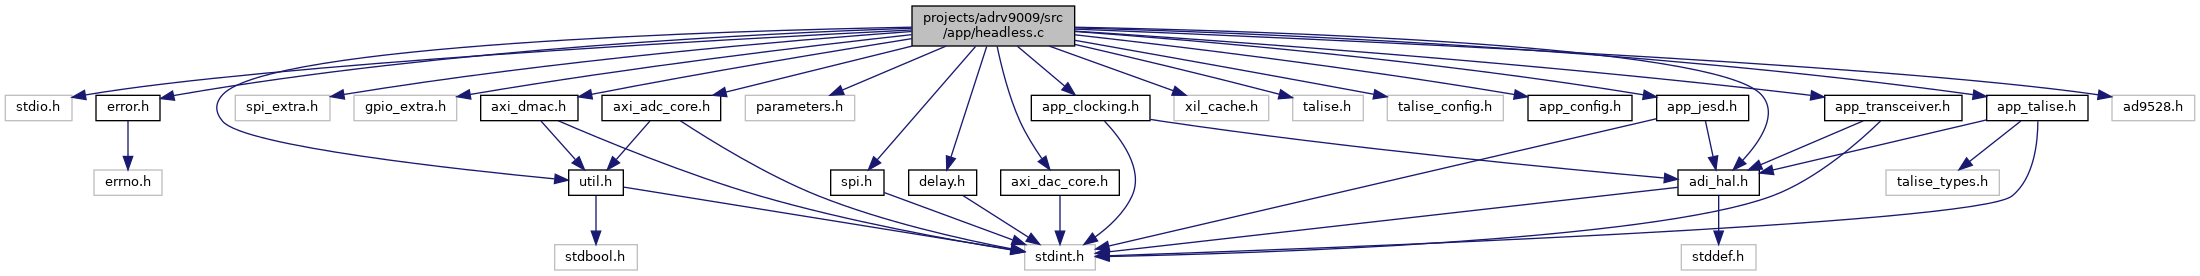 projects/adrv9009/src
/app/headless.c
stdio.h
error.h
spi_extra.h
gpio_extra.h
axi_dmac.h
axi_adc_core.h
parameters.h
app_clocking.h
xil_cache.h
talise.h
talise_config.h
app_config.h
app_jesd.h
app_transceiver.h
app_talise.h
ad9528.h
errno.h
util.h
spi.h
delay.h
axi_dac_core.h
adi_hal.h
talise_types.h
stdbool.h
stdint.h
stddef.h